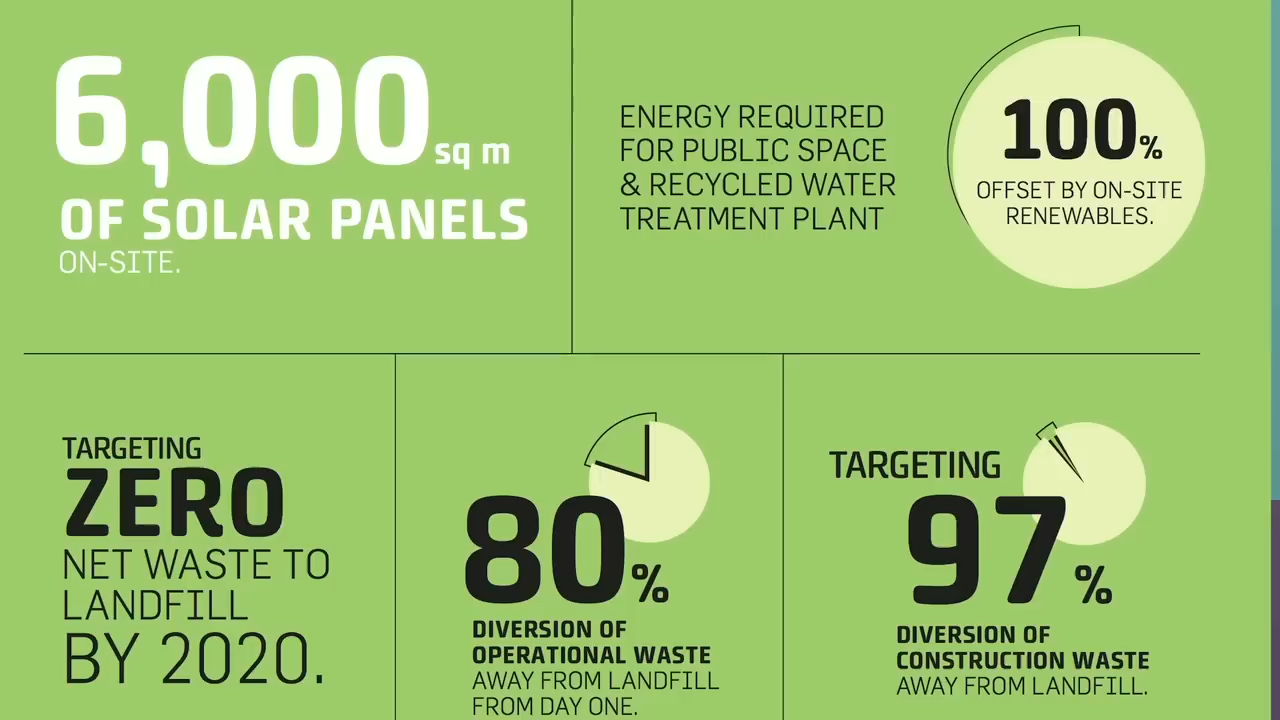 6,000 sq m
OF SOLAR PANELS
ON-SITE.
ENERGY REQUIRED
FOR PUBLIC SPACE
& RECYCLED WATER
TREATMENT PLANT
100%
OFFSET BY ON-SITE
RENEWABLES.
TARGETING
ZERO
NET WASTE TO
LANDFILL
BY 2020.
80%
DIVERSION OF
OPERATIONAL WASTE
AWAY FROM LANDFILL
FROM DAY ONE.
TARGETING
97%
DIVERSION OF
CONSTRUCTION WASTE
AWAY FROM LANDFILL.